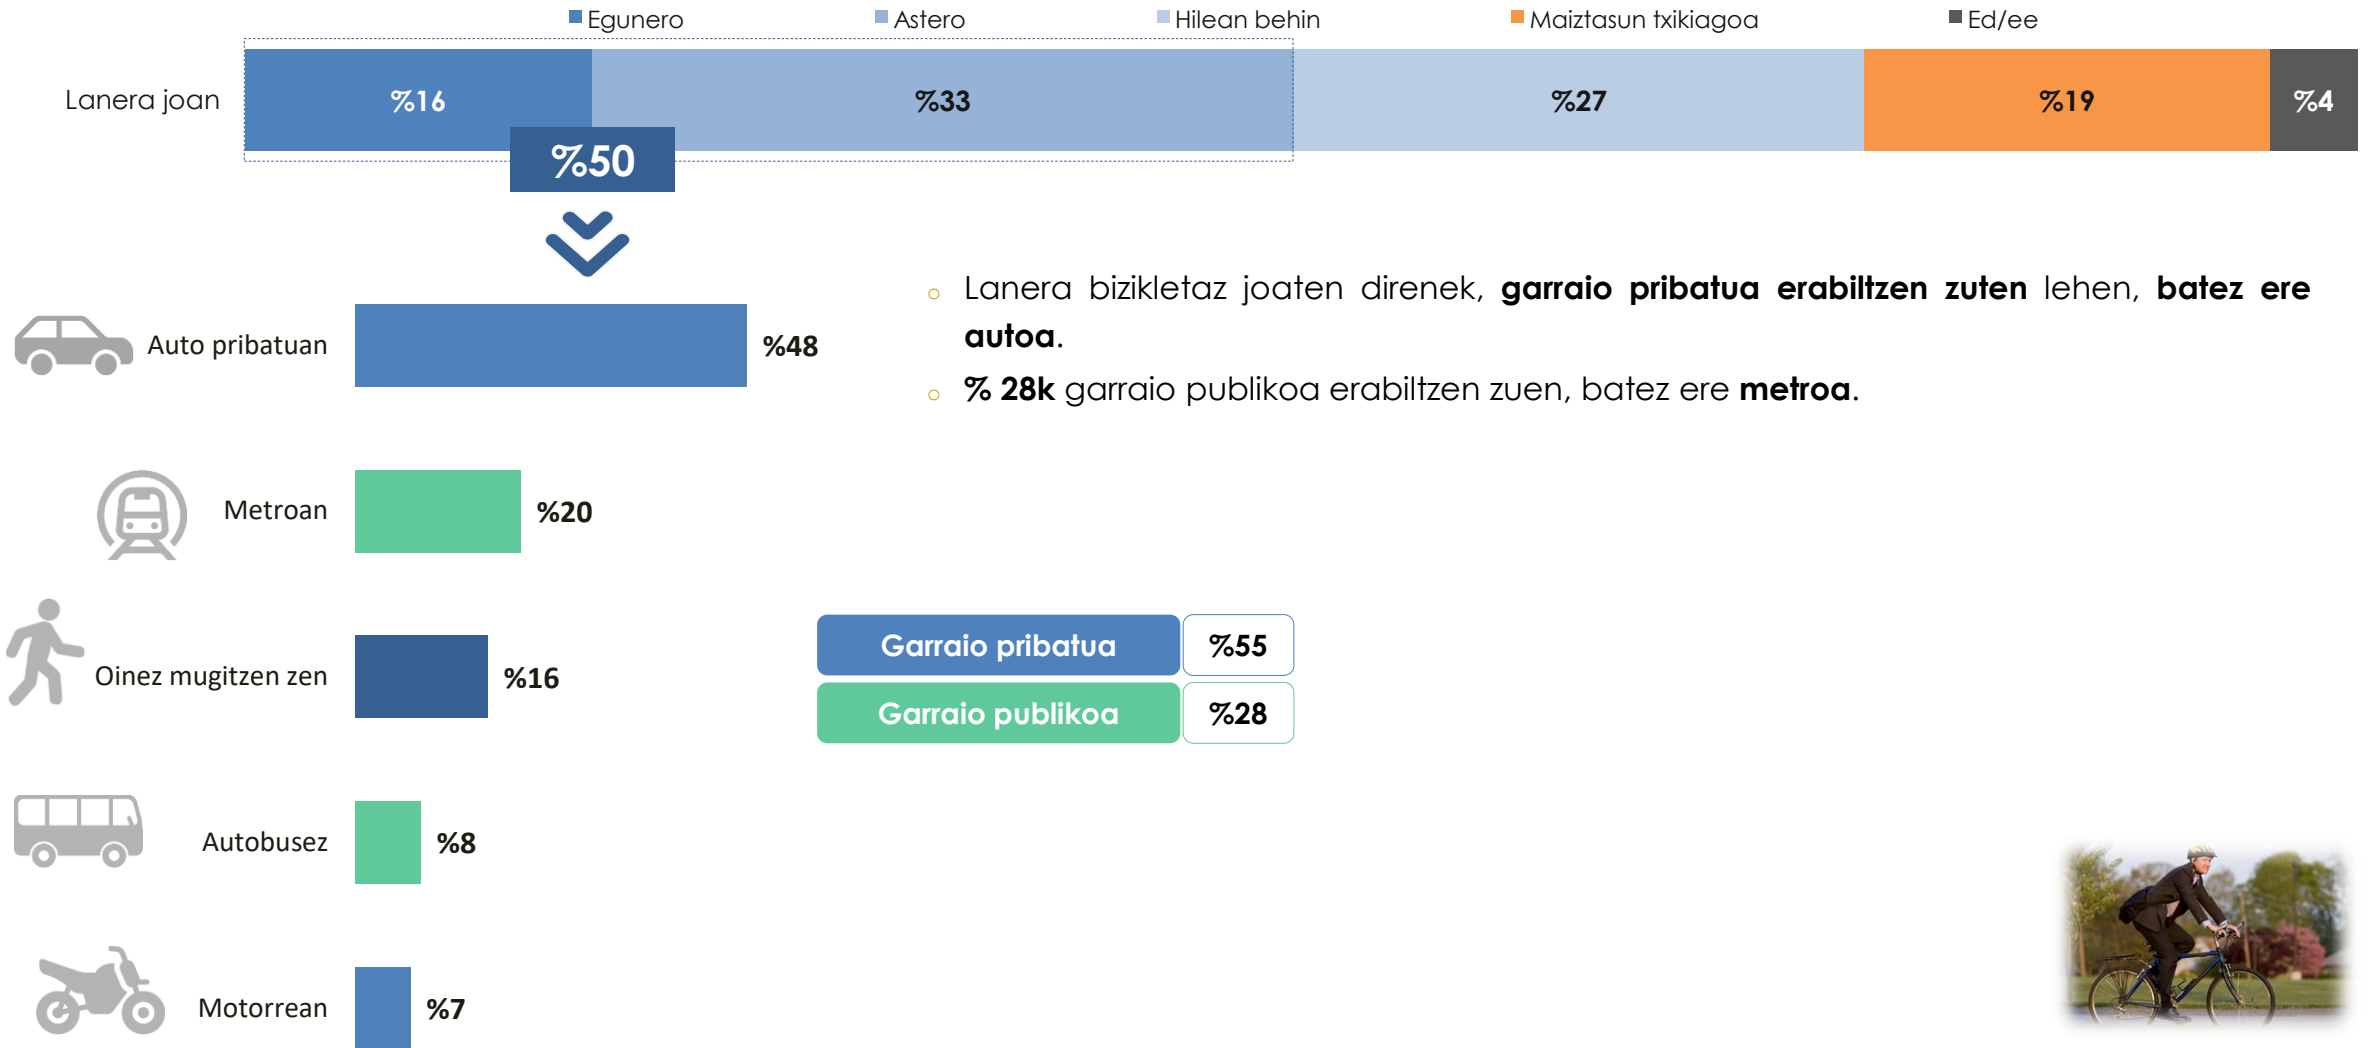 Egunero Astero Hilean behin Maiztasun txikiagoa Ed/ee
Lanera joan %16 %33 %27 %19 %4
%50
Lanera bizikletaz joaten direnek, garraio pribatua erabiltzen zuten lehen, batez ere
autoa.
% 28k garraio publikoa erabiltzen zuen, batez ere metroa.
Auto pribatuan %48
Metroan %20
Oinez mugitzen zen %16
Garraio pribatua %55
Garraio publikoa %28
Autobusez %8
Motorrean %7